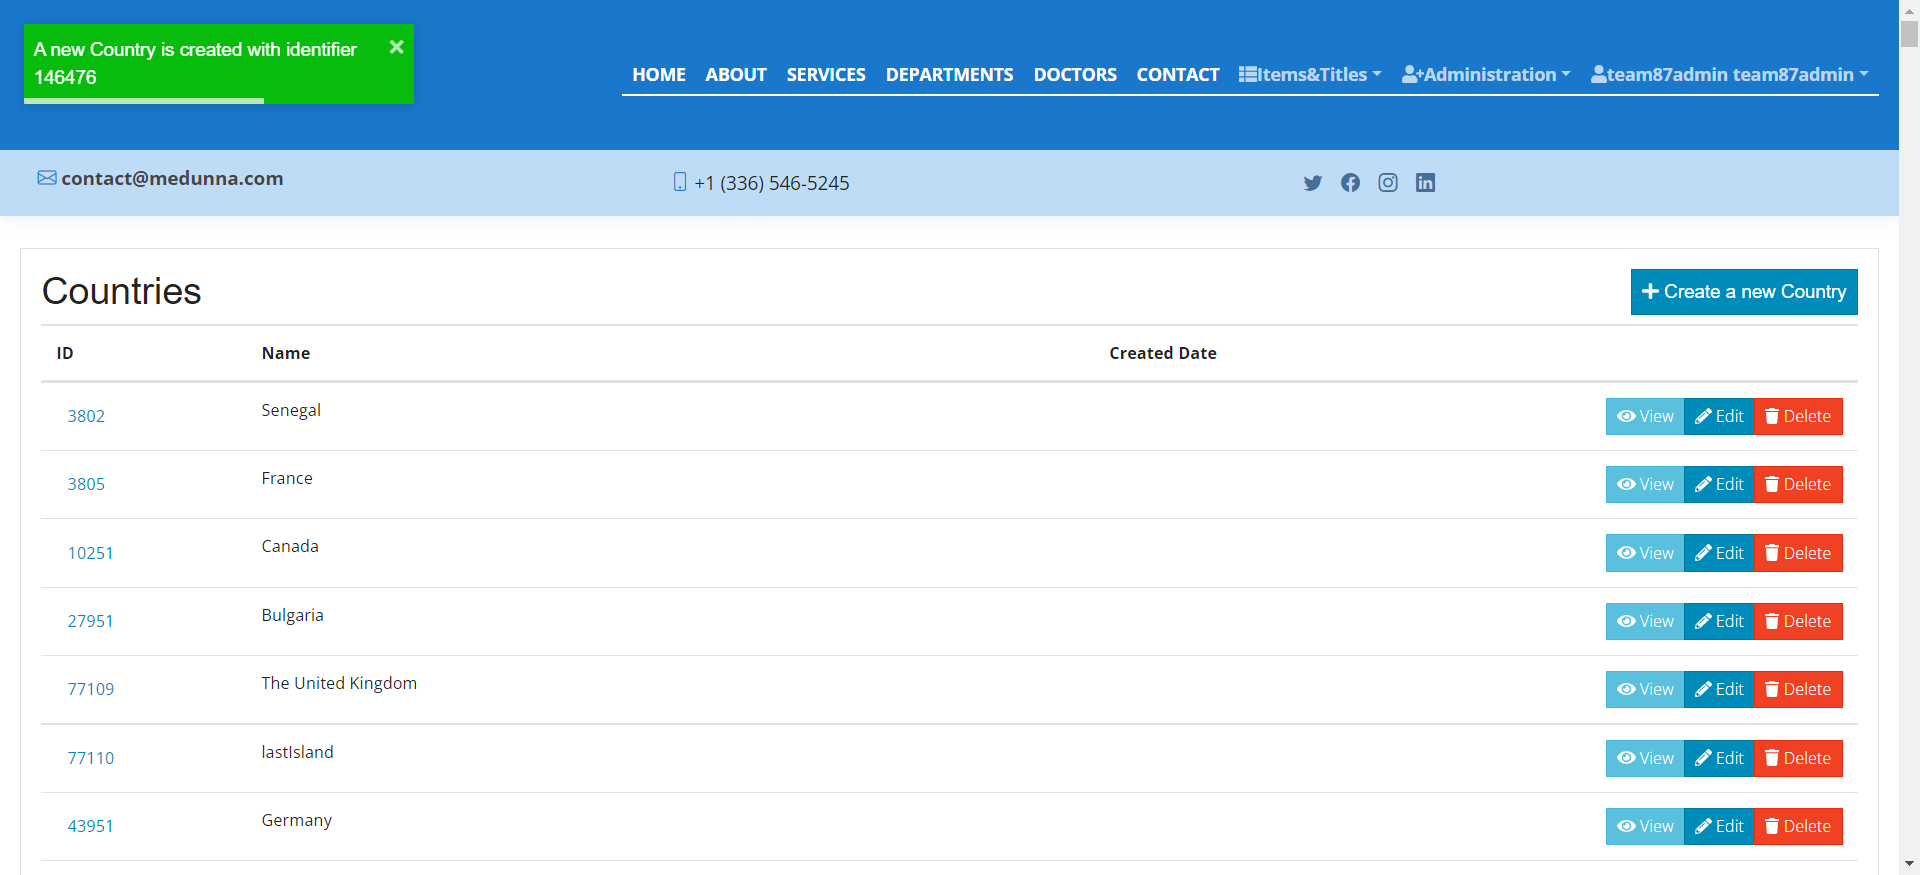 A new Country is created with identifier
146476
HOME ABOUT SERVICES DEPARTMENTS DOCTORS CONTACT Items&Titles Administration team87admin team87admin
contact@medunna.com +1 (336) 546-5245
Countries Create a new Country
ID Name Created Date
3802 Senegal View Edit Delete
3805 France View Edit Delete
10251 Canada View Edit Delete
27951 Bulgaria View Edit Delete
77109 The United Kingdom View Edit Delete
77110 lastIsland View Edit Delete
43951 Germany View Edit Delete